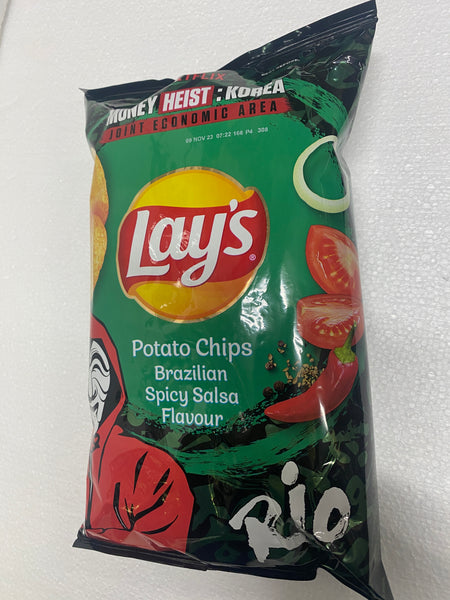 NETFLIX
MONEY HEIST : KOREA
JOINT ECONOMIC AREA
09 NOV 23 07:22 166 P4 308
Lay's
®
Potato Chips
Brazilian
Spicy Salsa
Flavour
Rio